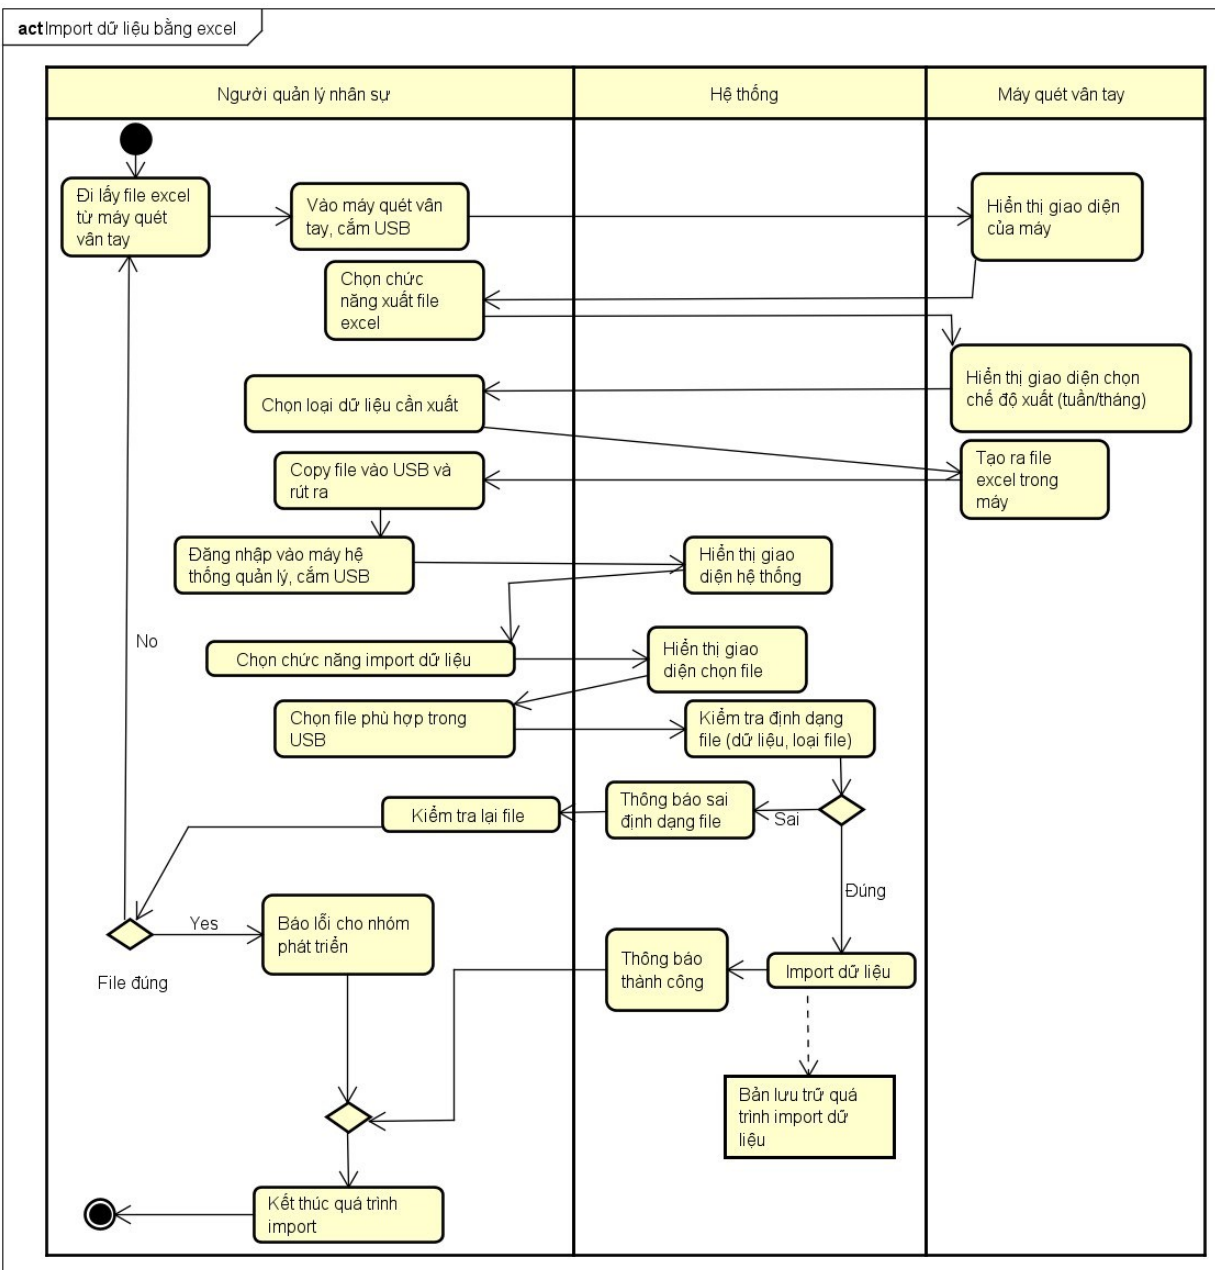 act Import dữ liệu bằng excel
Người quản lý nhân sự
Hệ thống
Máy quét vân tay
Đi lấy file excel
từ máy quét
vân tay
Vào máy quét vân
tay, cắm USB
Hiển thị giao diện
của máy
Chọn chức
năng xuất file
excel
Hiển thị giao diện chọn
chế độ xuất (tuần/tháng)
Chọn loại dữ liệu cần xuất
Tạo ra file
excel trong
máy
Copy file vào USB và
rút ra
Đăng nhập vào máy hệ
thống quản lý, cắm USB
Hiển thị giao
diện hệ thống
No
Chọn chức năng import dữ liệu
Hiển thị giao
diện chọn file
Chọn file phù hợp trong
USB
Kiểm tra định dạng
file (dữ liệu, loại file)
Kiểm tra lại file
Thông báo sai
định dạng file
Sai
Đúng
Yes
Báo lỗi cho nhóm
phát triển
File đúng
Thông báo
thành công
Import dữ liệu
Bản lưu trữ quá
trình import dữ
liệu
Kết thúc quá trình
import